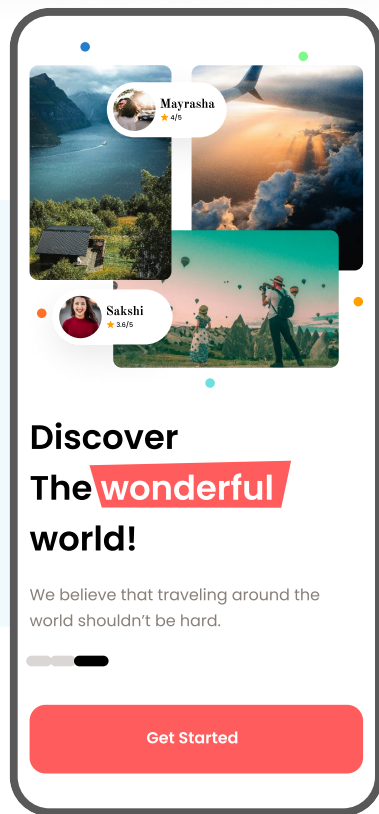 Mayrasha
4/5
Sakshi
3.6/5
Discover
The wonderful
world!
We believe that traveling around the
world shouldn’t be hard.
Get Started